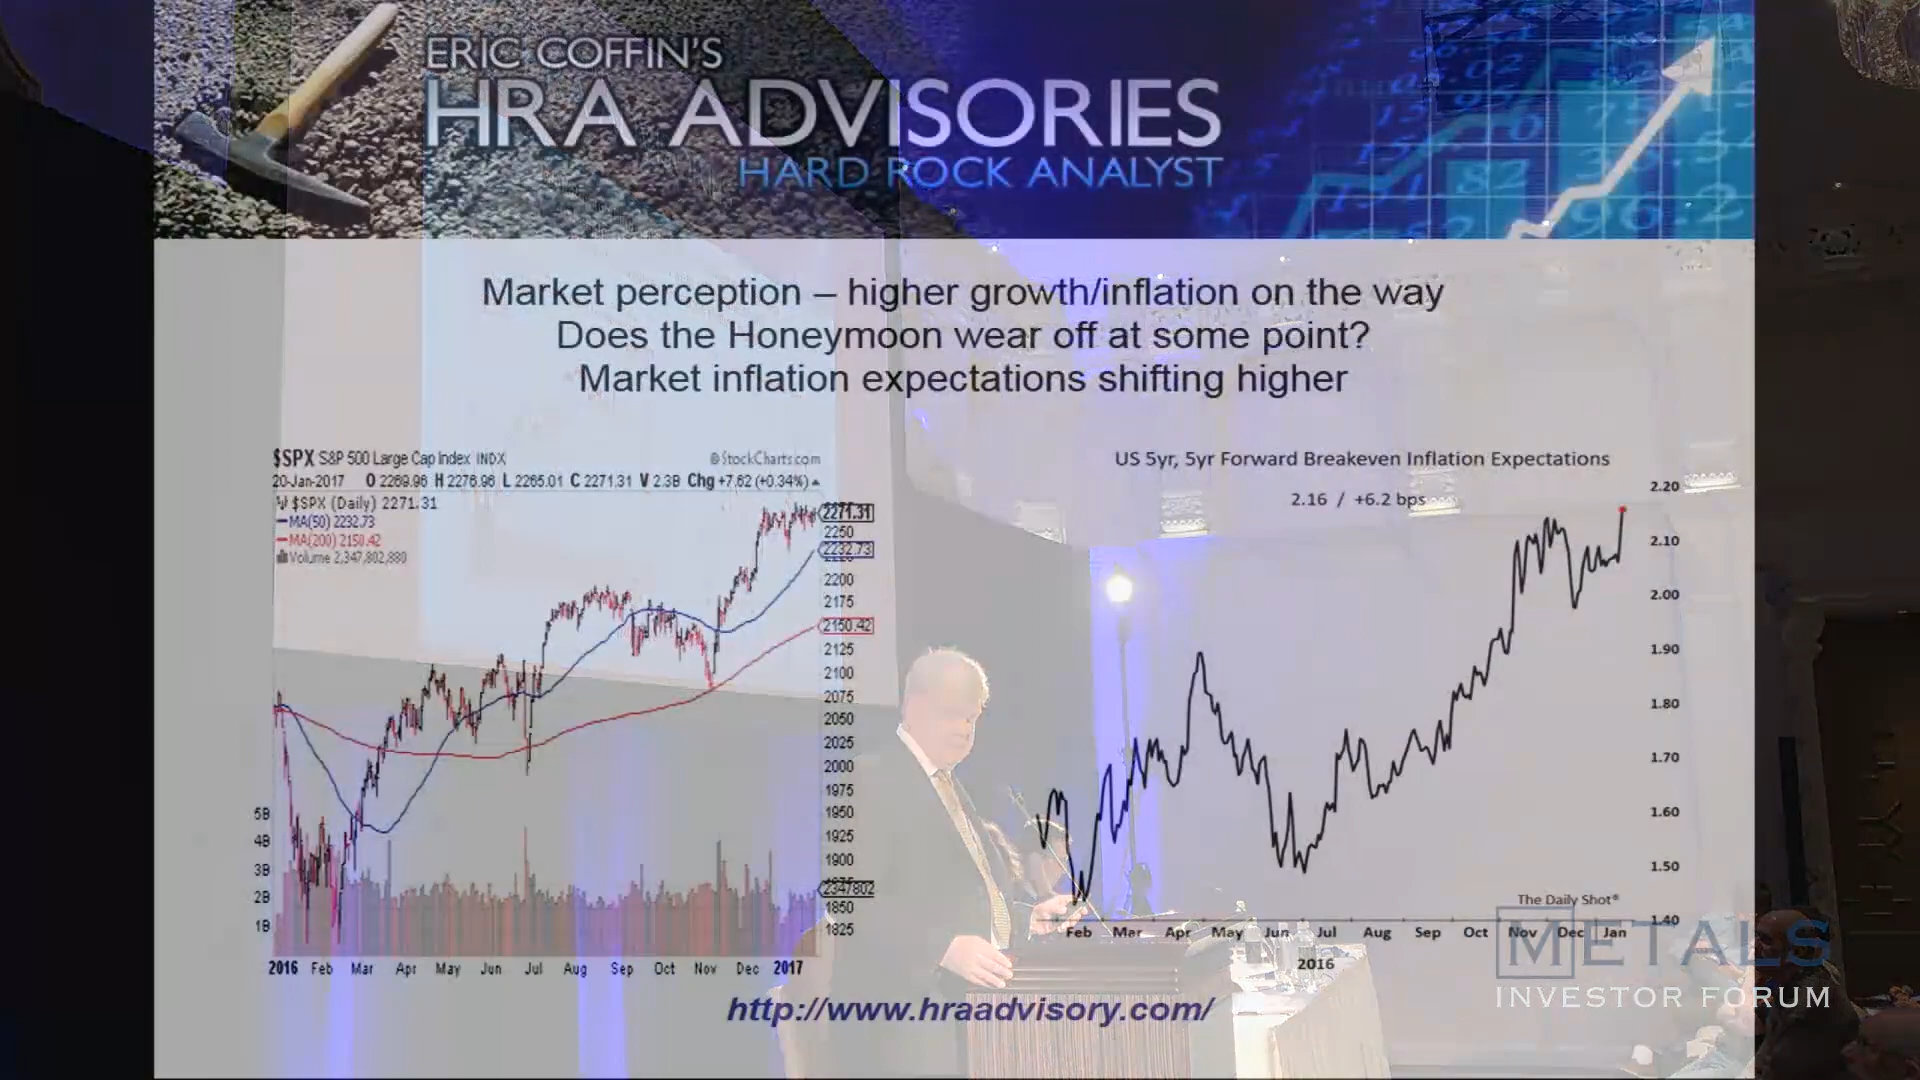 ERIC COFFIN'S
HRA ADVISORIES
HARD ROCK ANALYST
Market perception – higher growth/inflation on the way
Does the Honeymoon wear off at some point?
Market inflation expectations shifting higher
$SPX S&P 500 Large Cap Index INDX
© StockCharts.com
20-Jan-2017 O 2269.96 H 2276.96 L 2265.01 C 2271.31 V 2.3B Chg +7.62 (+0.34%)
$SPX (Daily) 2271.31
MA(50) 2232.73
MA(200) 2150.42
Volume 2,347,802,880
2271.31
2250
2232.73
2200
2175
2150.42
2125
2100
2075
2050
2025
2000
1975
1950
1925
1900
2347802
1850
1825
5B
4B
3B
2B
1B
2016 Feb Mar Apr May Jun Jul Aug Sep Oct Nov Dec 2017
US 5yr, 5yr Forward Breakeven Inflation Expectations
2.16 / +6.2 bps
2.20
2.10
2.00
1.90
1.80
1.70
1.60
1.50
1.40
The Daily Shot®
Feb Mar Apr May Jun Jul Aug Sep Oct Nov Dec Jan
2016
METALS
INVESTOR FORUM
http://www.hraadvisory.com/